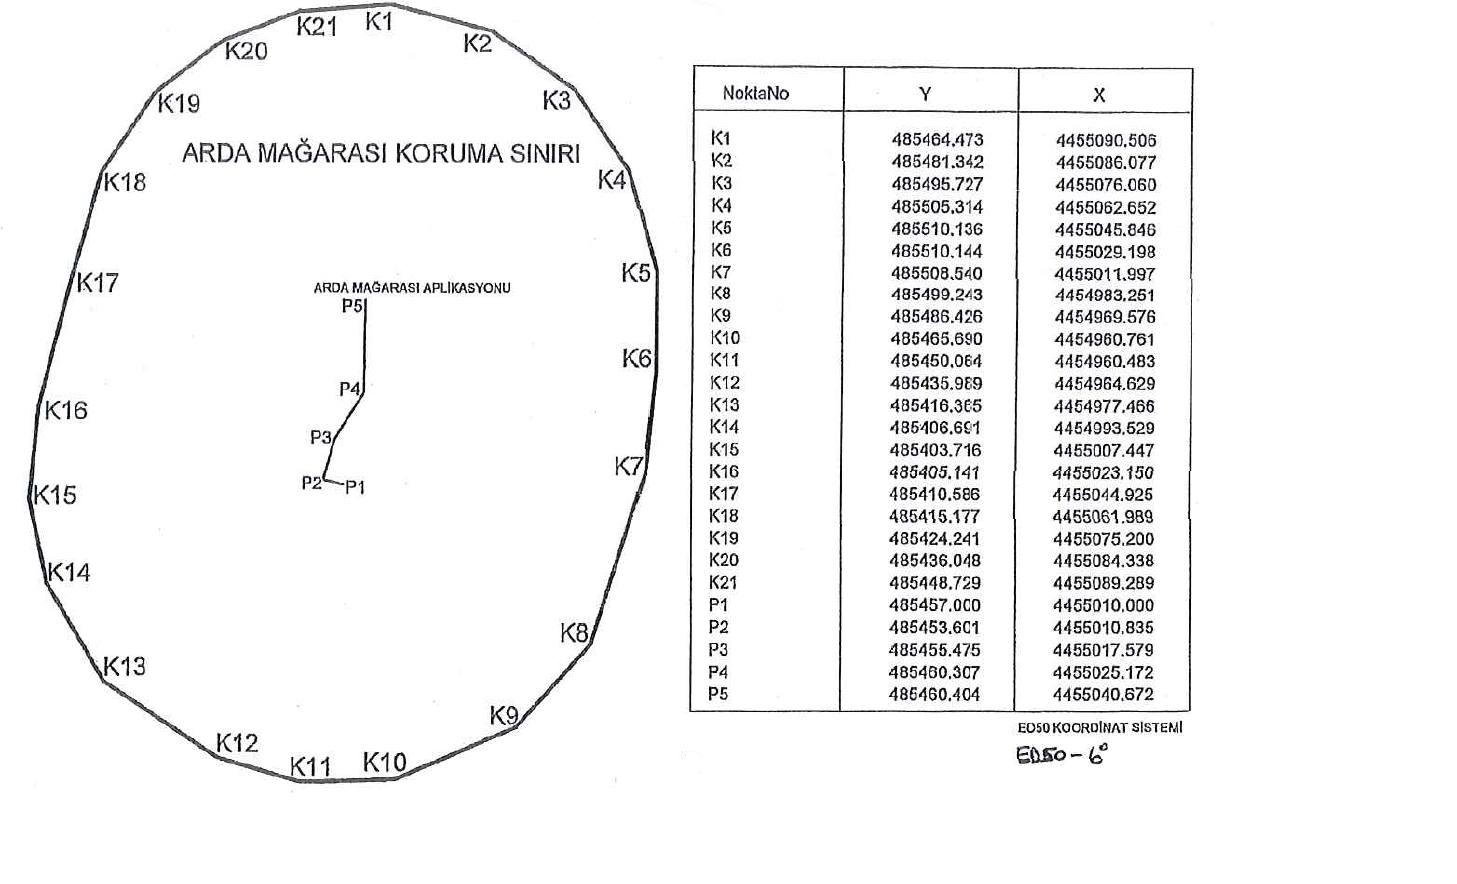 K21 K1
K20 K2
K19 K3
ARDA MAĞARASI KORUMA SINIRI
K18 K4
K17 K5
ARDA MAĞARASI APLİKASYONU
P5
K6
P4
K16
P3
K7
P2 P1
K15
K14
K8
K13
K9
K12
K11 K10
NoktaNo Y X
K1 485464.473 4455090.506
K2 485481.342 4455086.077
K3 485495.727 4455076.060
K4 485505.314 4455062.652
K5 485510.136 4455045.846
K6 485510.144 4455029.198
K7 485508.540 4455011.997
K8 485499.243 4454983.251
K9 485486.426 4454969.576
K10 485465.690 4454960.761
K11 485450.064 4454960.483
K12 485435.989 4454964.629
K13 485416.365 4454977.466
K14 485406.691 4454993.529
K15 485403.716 4455007.447
K16 485405.141 4455023.150
K17 485410.586 4455044.925
K18 485415.177 4455061.989
K19 485424.241 4455075.200
K20 485436.048 4455084.338
K21 485448.729 4455089.289
P1 485457.000 4455010.000
P2 485453.601 4455010.835
P3 485455.475 4455017.579
P4 485460.307 4455025.172
P5 485460.404 4455040.672
ED50 KOORDİNAT SİSTEMİ
ED50-6°